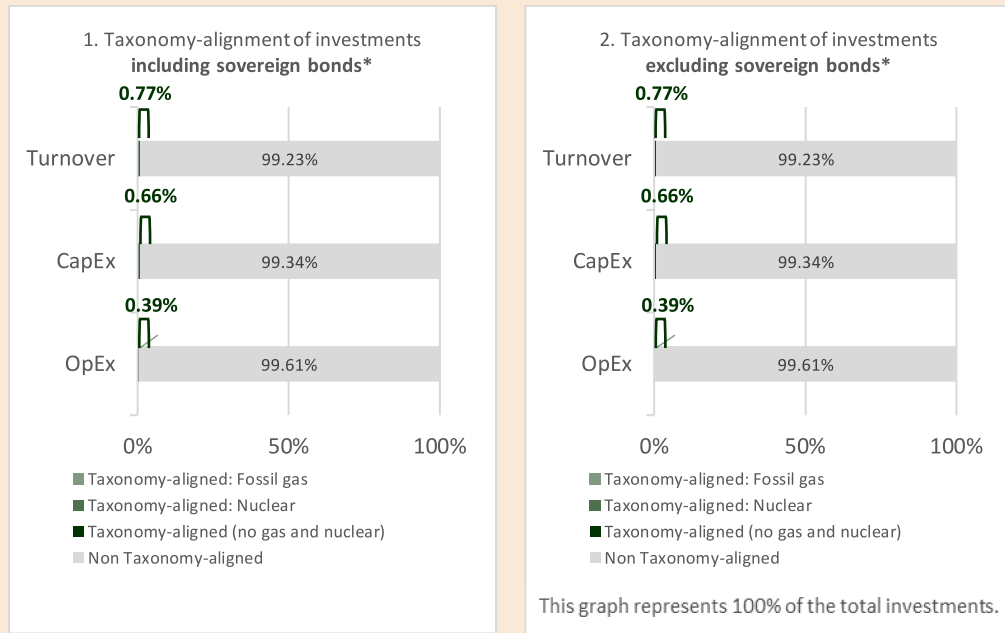 1. Taxonomy-alignment of investments
including sovereign bonds*
0.77%
Turnover
99.23%
0.66%
CapEx
99.34%
0.39%
OpEx
99.61%
0%
50%
100%
Taxonomy-aligned: Fossil gas
Taxonomy-aligned: Nuclear
Taxonomy-aligned (no gas and nuclear)
Non Taxonomy-aligned
2. Taxonomy-alignment of investments
excluding sovereign bonds*
0.77%
Turnover
99.23%
0.66%
CapEx
99.34%
0.39%
OpEx
99.61%
0%
50%
100%
Taxonomy-aligned: Fossil gas
Taxonomy-aligned: Nuclear
Taxonomy-aligned (no gas and nuclear)
Non Taxonomy-aligned
This graph represents 100% of the total investments.